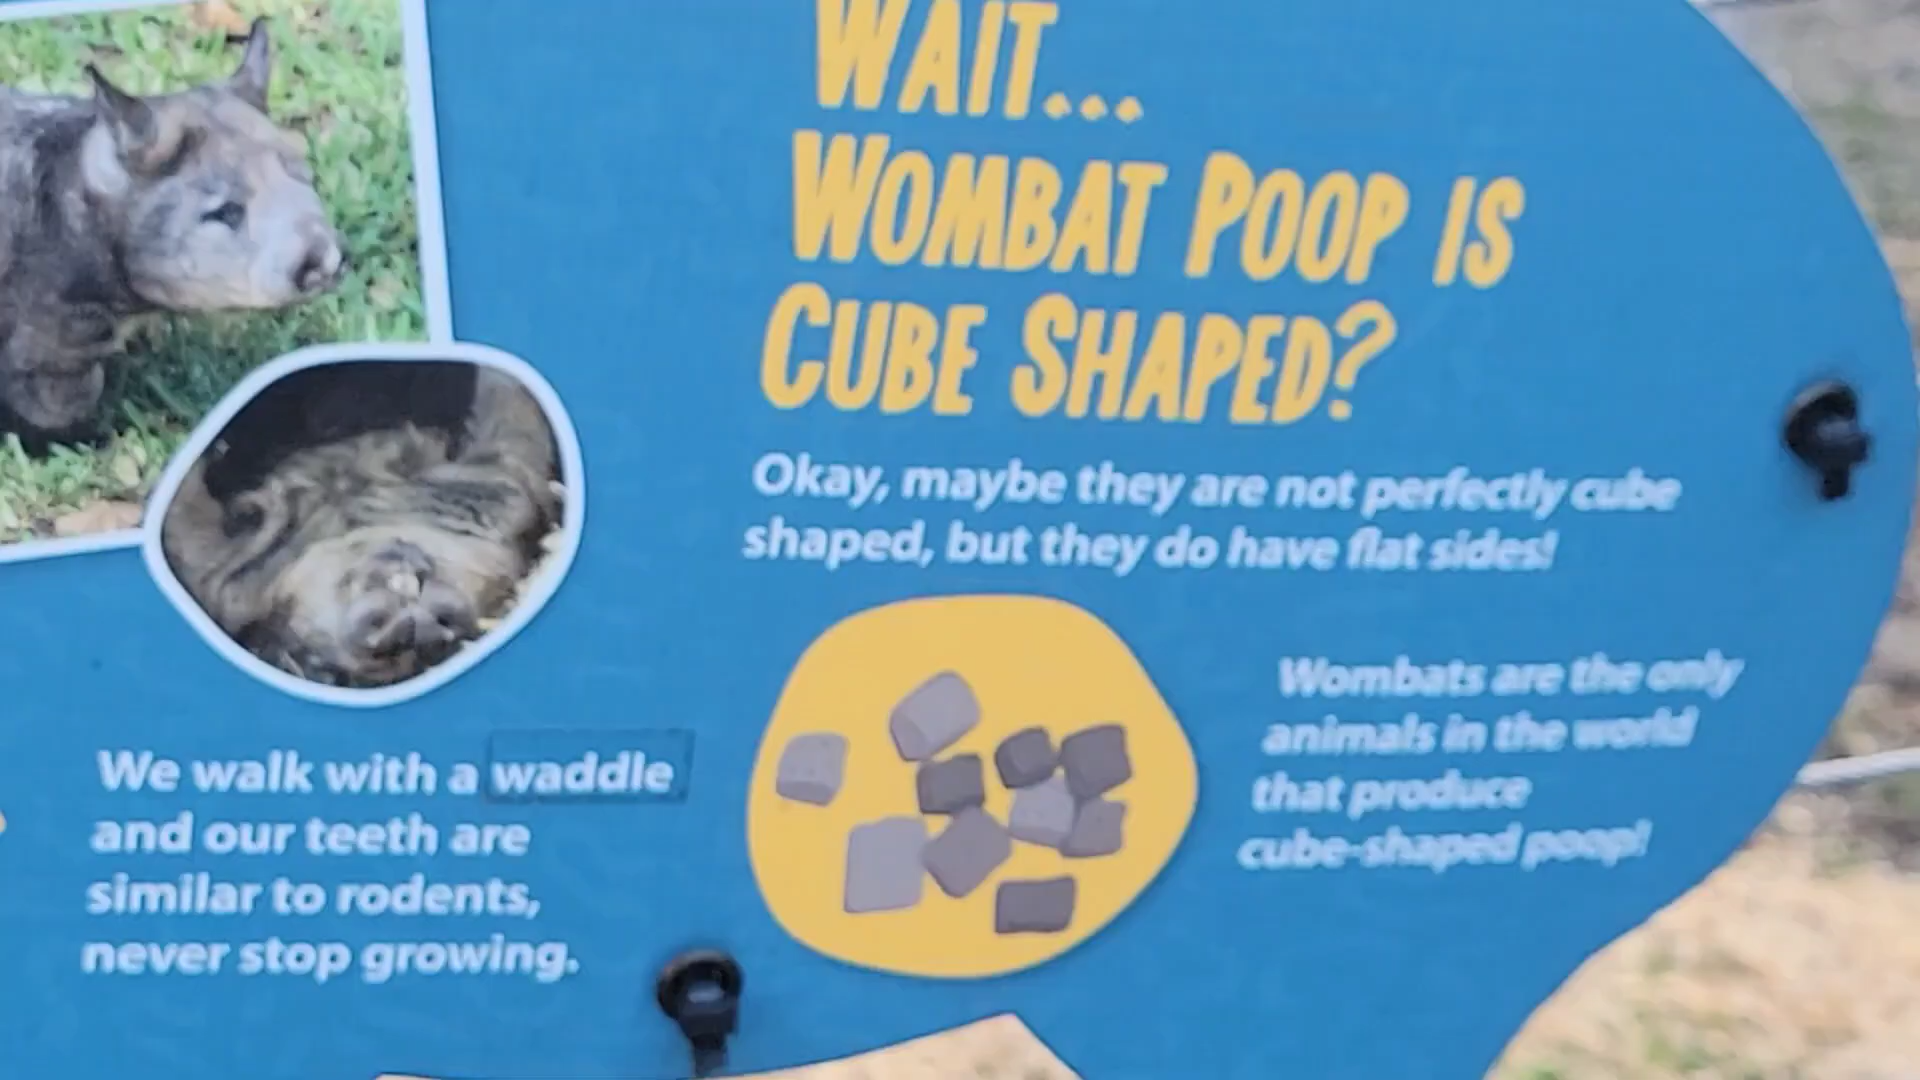 WAIT...
WOMBAT POOP IS
CUBE SHAPED?
Okay, maybe they are not perfectly cube
shaped, but they do have flat sides!
Wombats are the only
animals in the world
that produce
cube-shaped poop!
We walk with a waddle
and our teeth are
similar to rodents,
never stop growing.